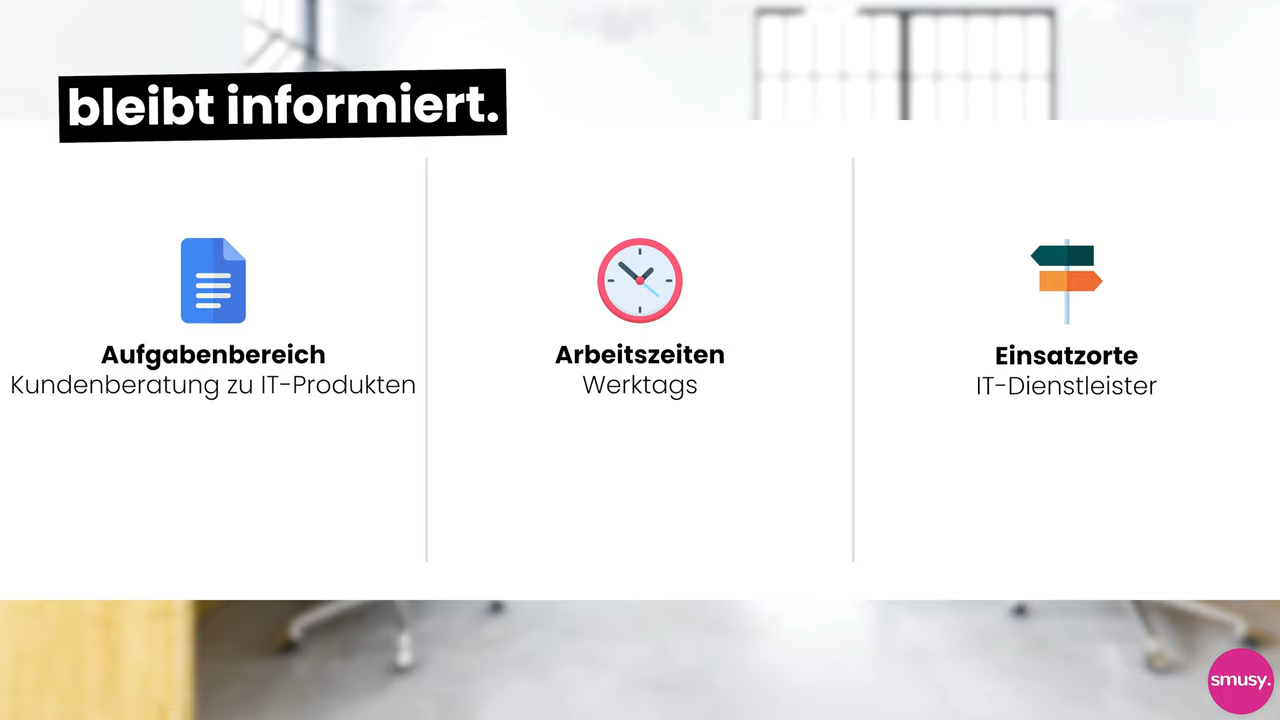 bleibt informiert.
Aufgabenbereich
Kundenberatung zu IT-Produkten
Arbeitszeiten
Werktags
Einsatzorte
IT-Dienstleister
smusy.